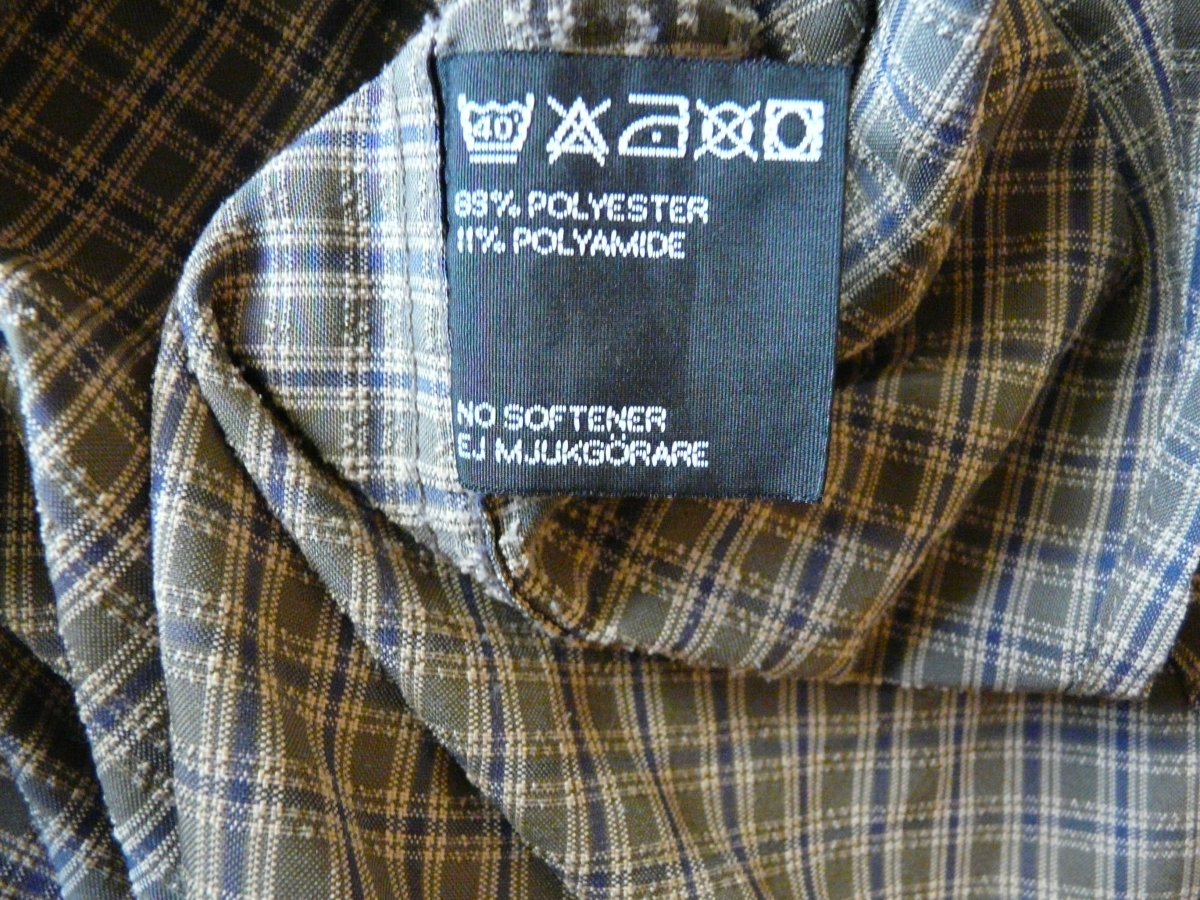 40°
89% POLYESTER
11% POLYAMIDE
NO SOFTENER
EJ MJUKGÖRARE